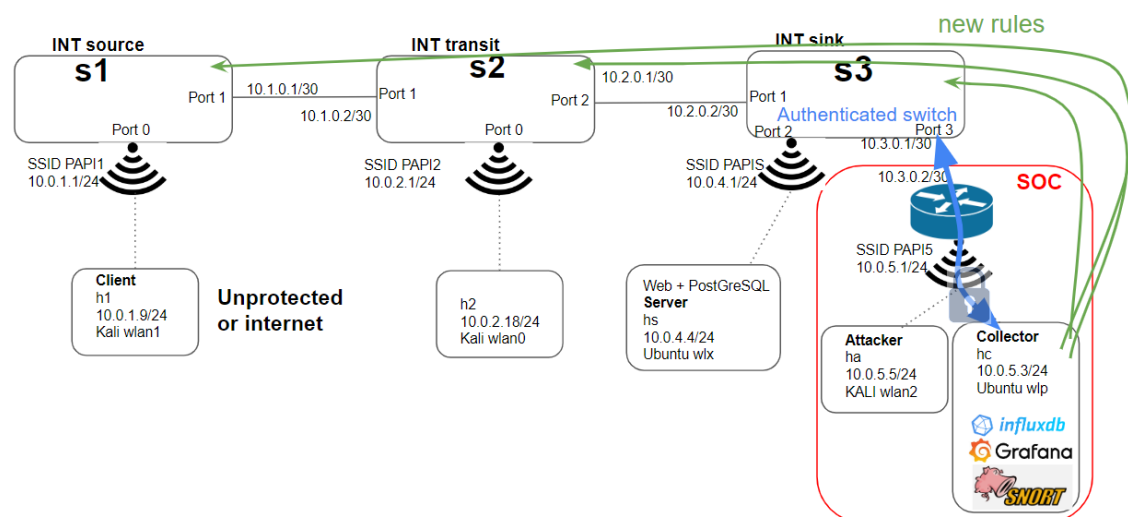 new rules
INT source
INT transit
INT sink
s1
s2
s3
Port 1
10.1.0.1/30
10.1.0.2/30
Port 1
Port 2
10.2.0.1/30
10.2.0.2/30
Port 1
Authenticated switch
Port 0
Port 0
Port 2
Port 3
10.3.0.1/30
SSID PAPI1
10.0.1.1/24
SSID PAPI2
10.0.2.1/24
SSID PAPIS
10.0.4.1/24
10.3.0.2/30
SOC
SSID PAPI5
10.0.5.1/24
Client
h1
10.0.1.9/24
Kali wlan1
Unprotected
or internet
h2
10.0.2.18/24
Kali wlan0
Web + PostGreSQL
Server
hs
10.0.4.4/24
Ubuntu wlx
Attacker
ha
10.0.5.5/24
KALI wlan2
Collector
hc
10.0.5.3/24
Ubuntu wlp
influxdb
Grafana
SNORT